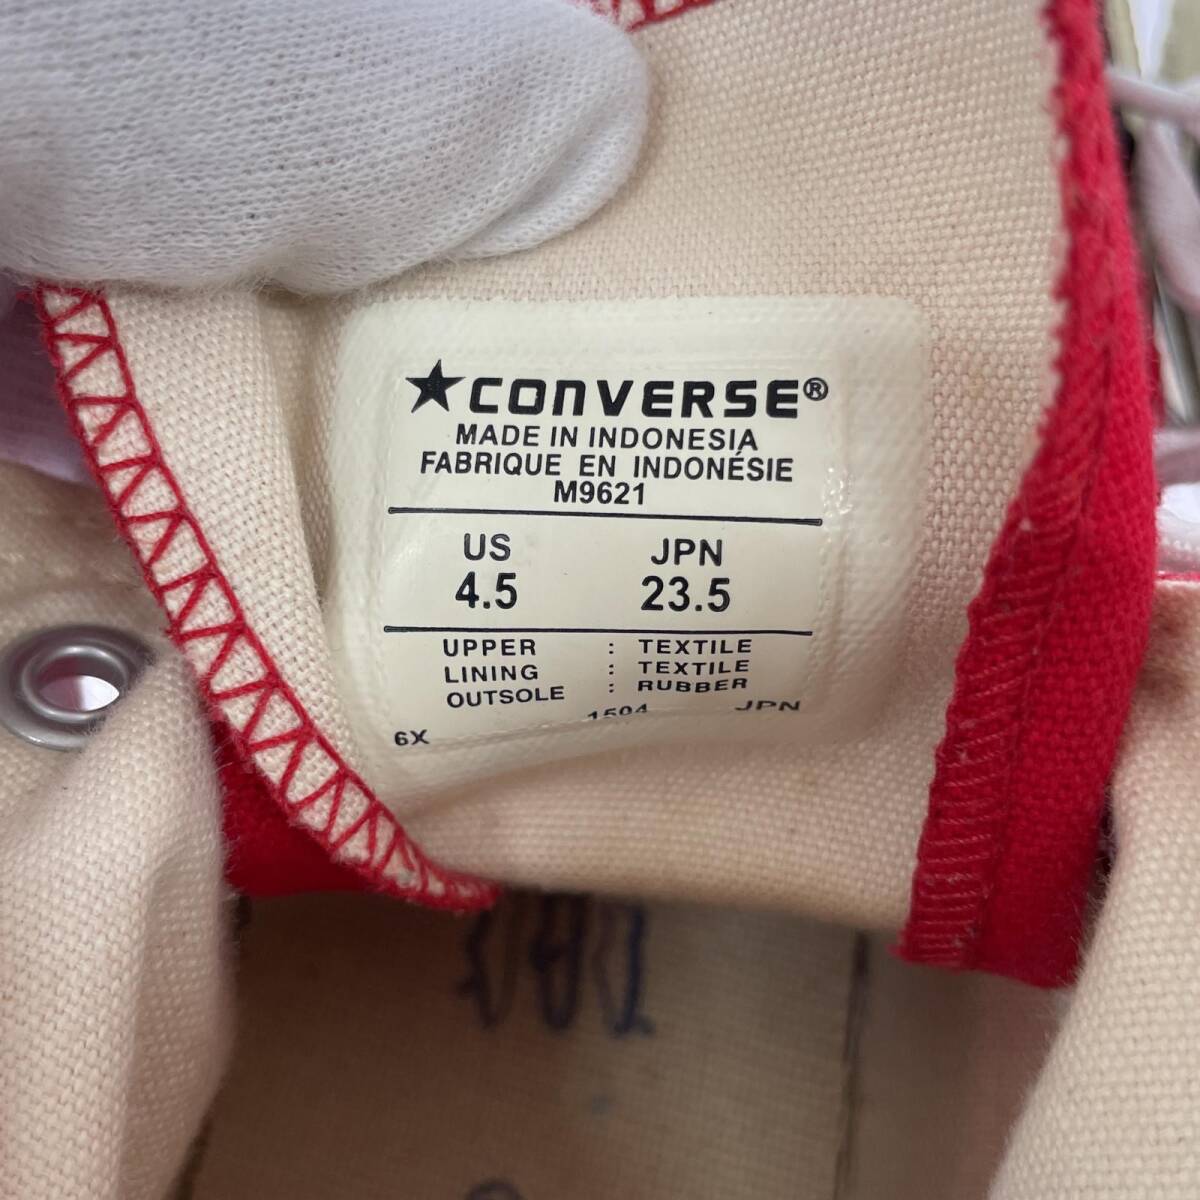 ★CONVERSE®
MADE IN INDONESIA
FABRIQUE EN INDONÉSIE
M9621
US JPN
4.5 23.5
UPPER : TEXTILE
LINING : TEXTILE
OUTSOLE : RUBBER
1504 JPN
6X